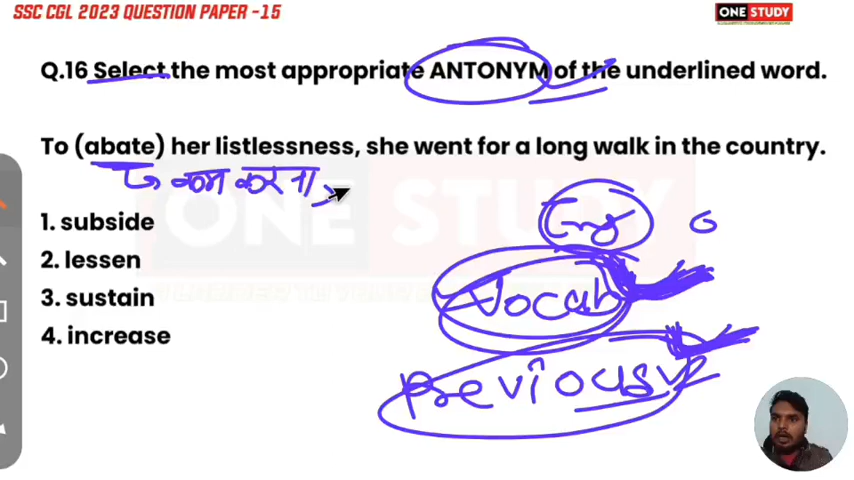 SSC CGL 2023 QUESTION PAPER -15
ONE STUDY
Q.16 Select the most appropriate ANTONYM of the underlined word.
To (abate) her listlessness, she went for a long walk in the country.
कम करना
1. subside
2. lessen
3. sustain
4. increase
ONE STUDY
Eng
Vocab
previous